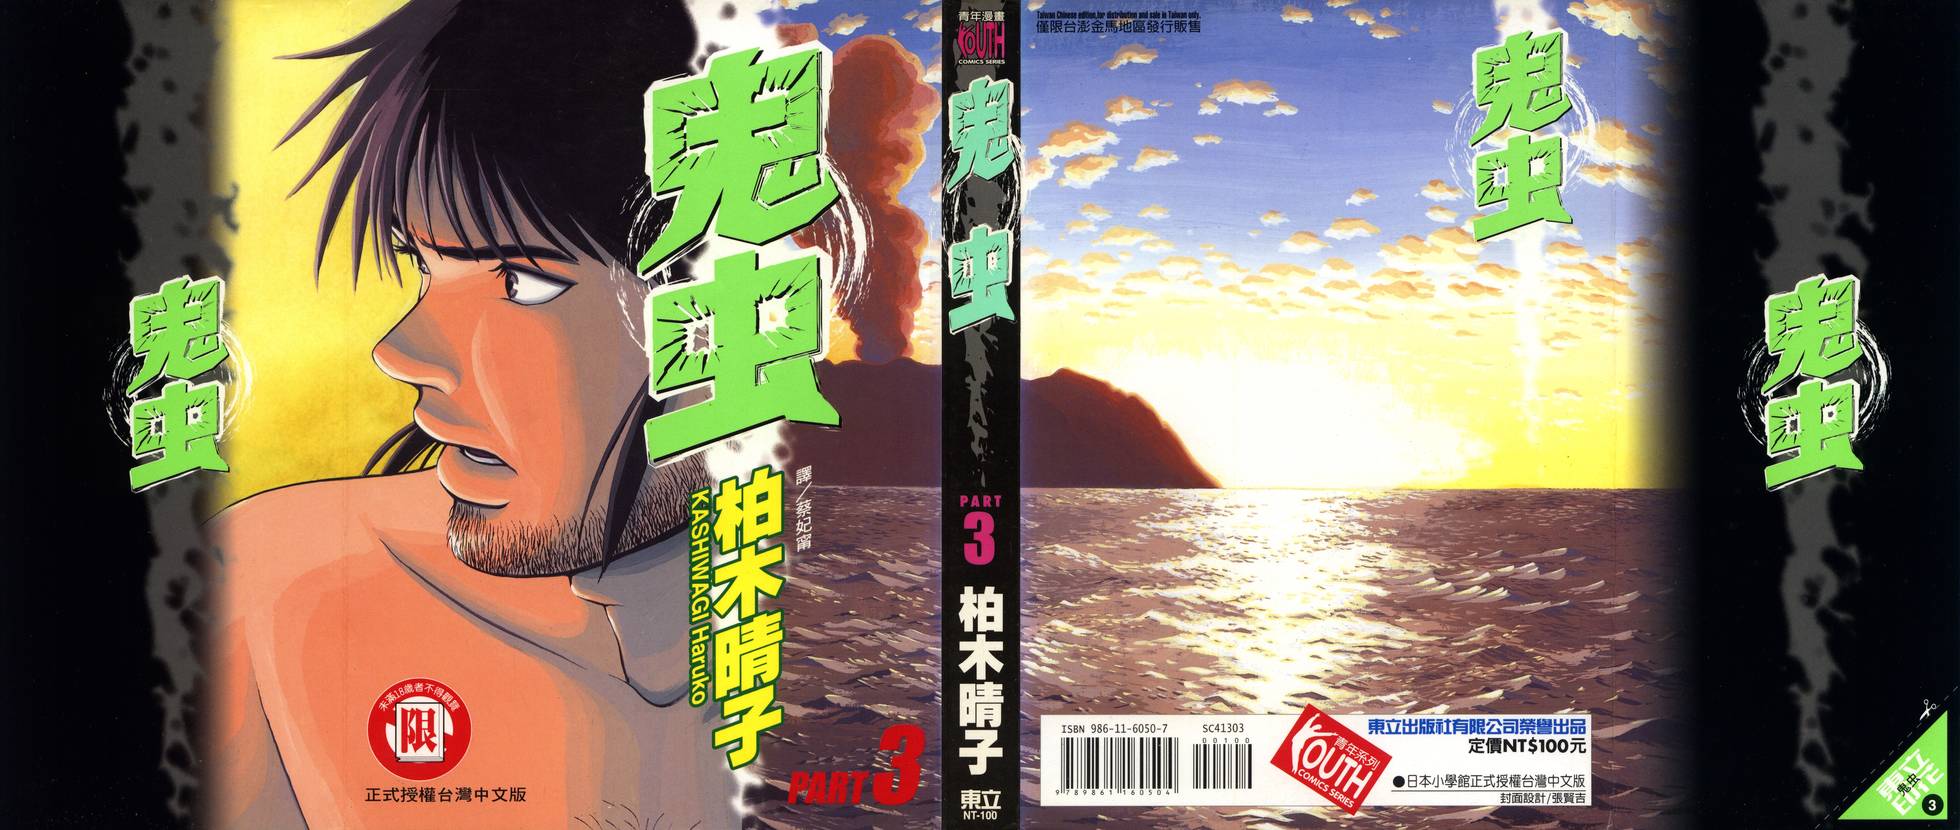 鬼虫
鬼虫
譯／蔡妃甯
柏木晴子
KASHIWAGI Haruko
PART 3
未滿18歲者不得觀賞
限
正式授權台灣中文版
青年漫畫
YOUTH
COMICS SERIES
鬼虫
PART
3
柏木晴子
東立
NT-100
Taiwan Chinese edition,for distribution and sale in Taiwan only.
僅限台澎金馬地區發行販售
鬼虫
ISBN 986-11-6050-7
SC41303
00100
9 789861 160504
青年系列
YOUTH
COMICS SERIES
東立出版社有限公司榮譽出品
定價NT$100元
●日本小學館正式授權台灣中文版
封面設計/張賢吉
鬼虫
東立
鬼虫
3